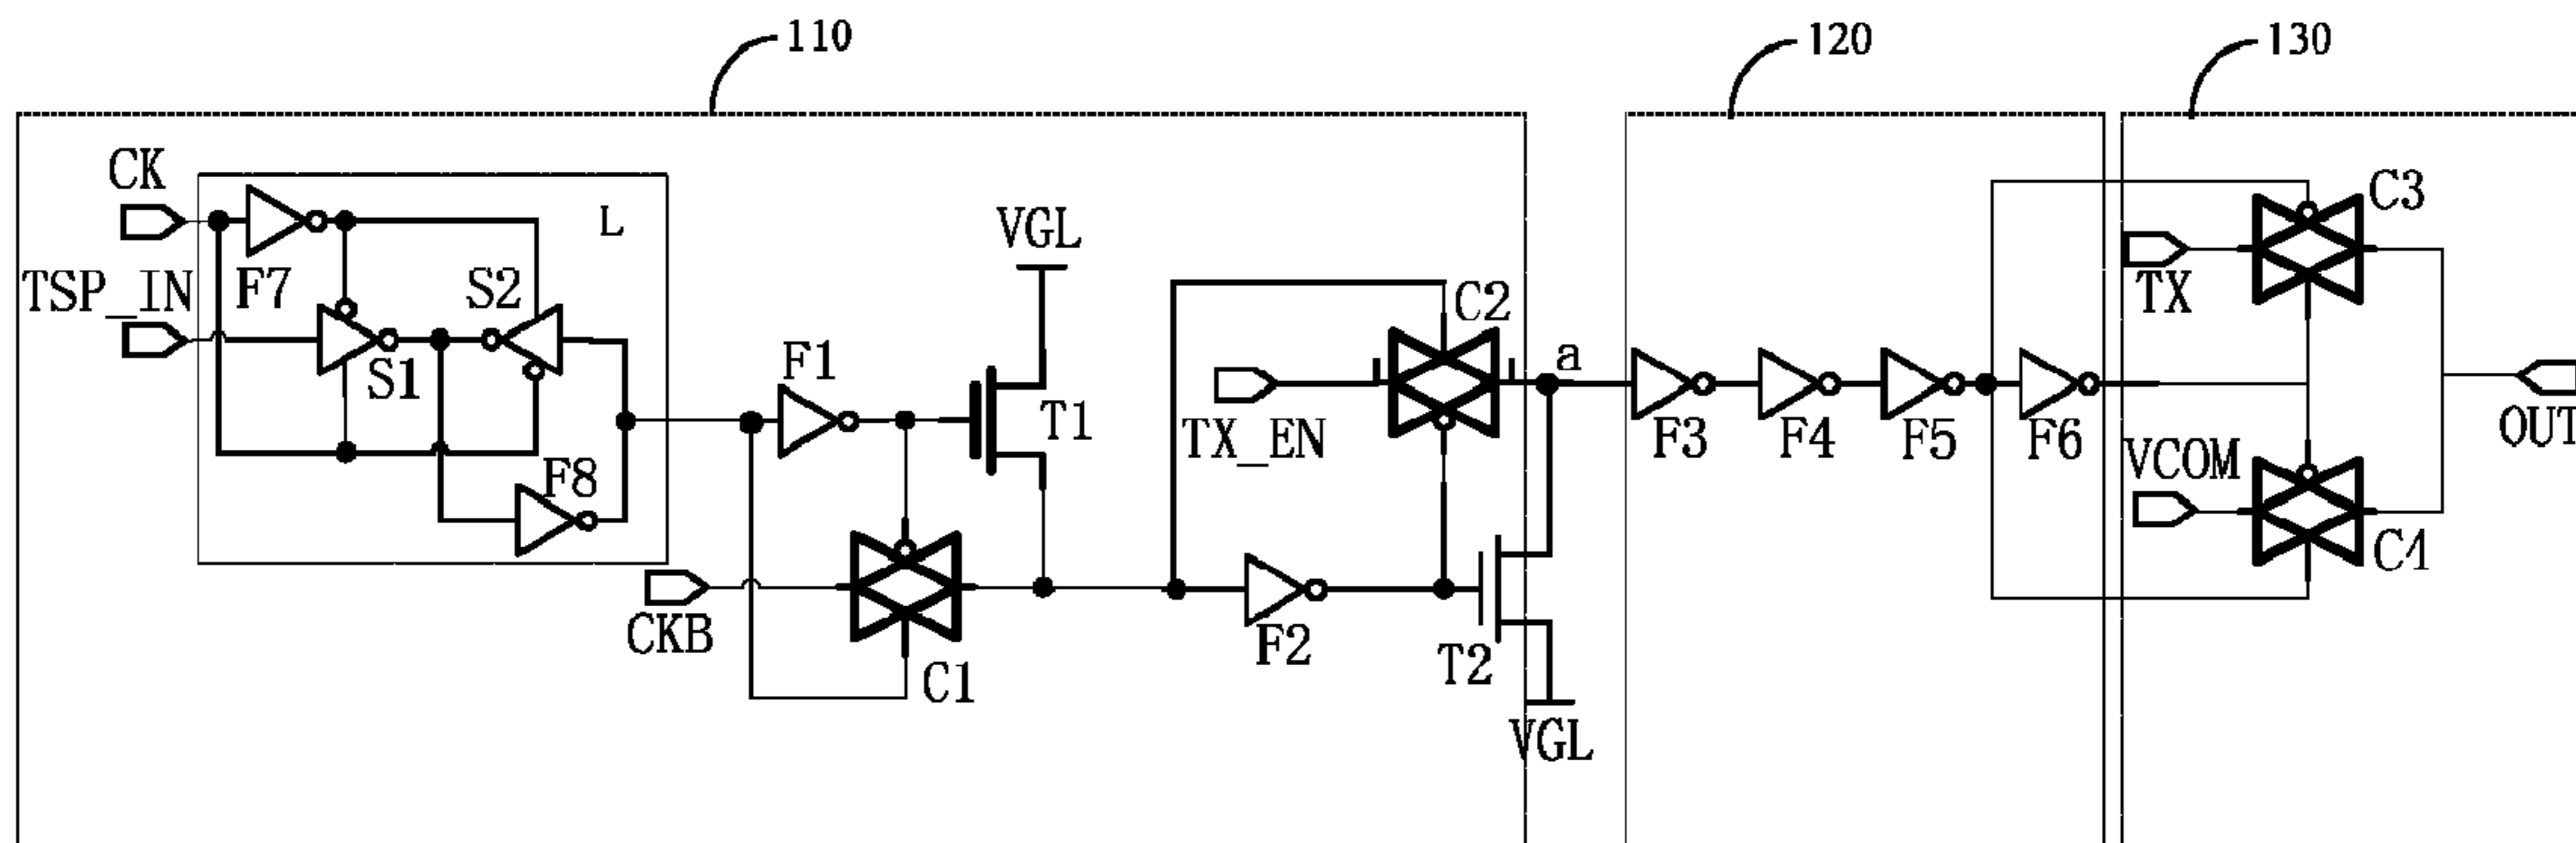 110
120
130
CK
L
C3
VGL
TSP_IN
F7
S2
TX
C2
S1
F1
a
T1
TX_EN
F3
F4
F5
F6
VCOM
OUT
F8
C4
CKB
F2
T2
C1
VGL